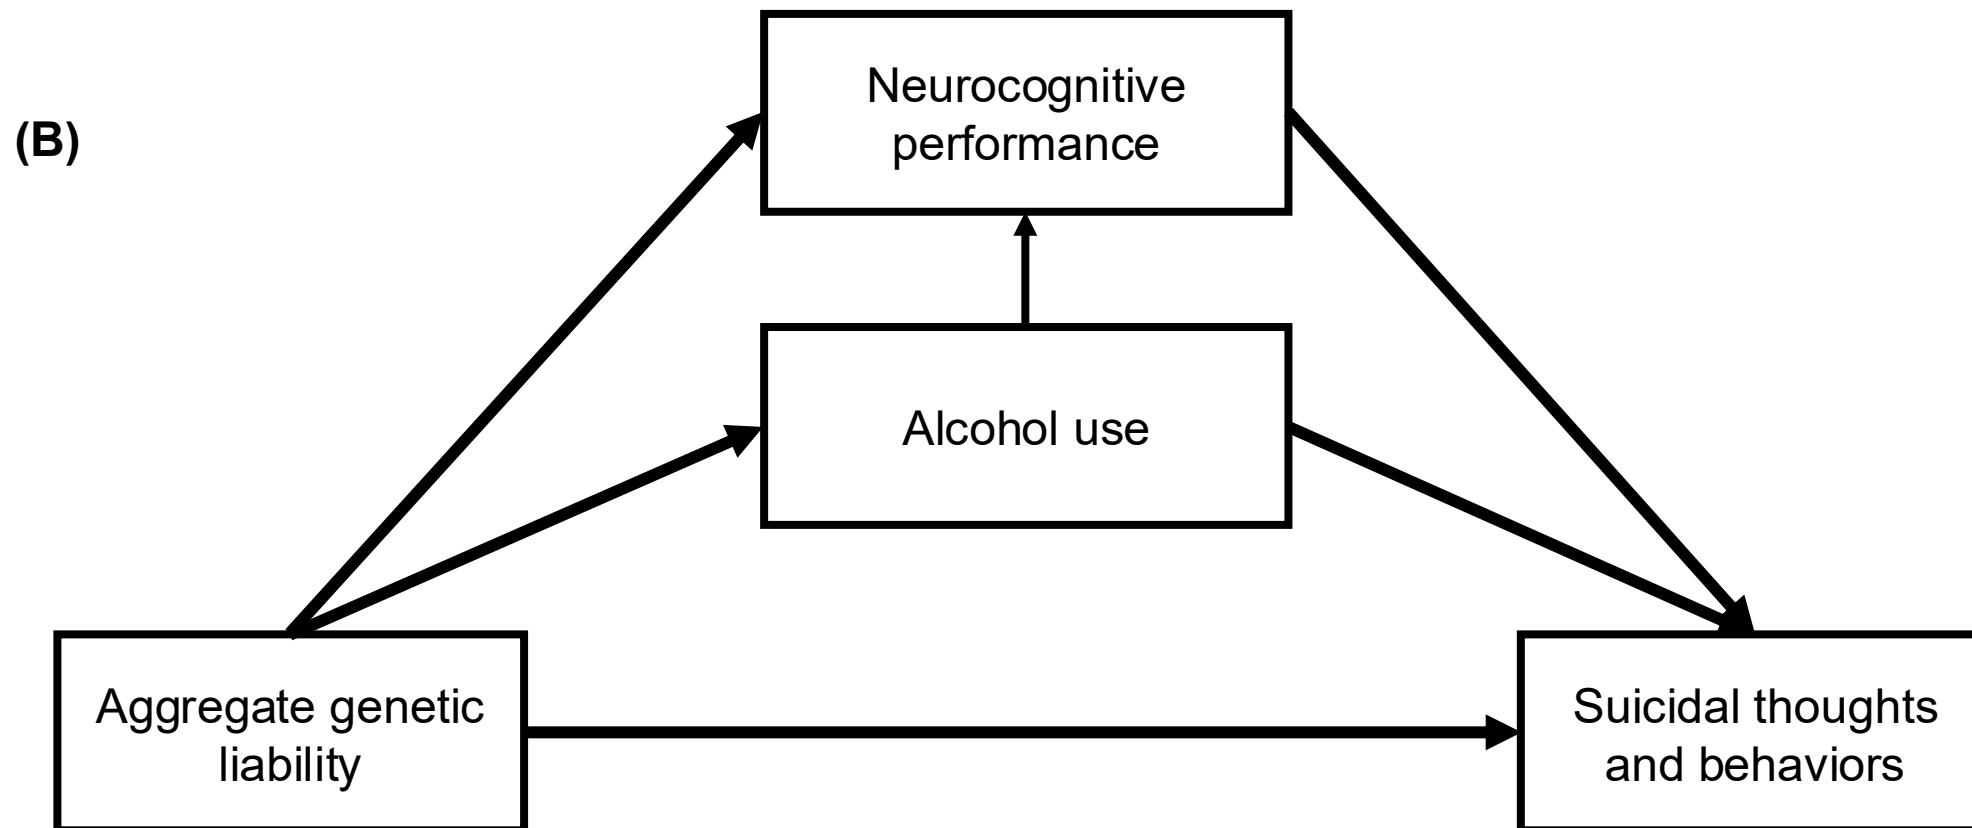 (B)
Neurocognitive
performance
Alcohol use
Aggregate genetic
liability
Suicidal thoughts
and behaviors